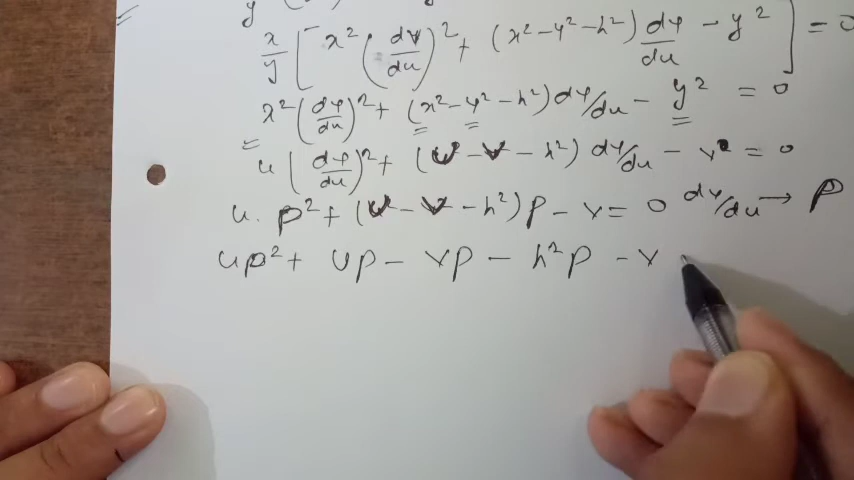 y
x/y [ x² (dv/du)² + (x² - y² - h²) dy/du - y² ] = 0
x² (dy/du)² + (x² - y² - h²) dy/du - y² = 0
u (dy/du)² + (u - v - h²) dy/du - v = 0
u. p² + (u - v - h²) p - v = 0 dy/du → p
up² + up - vp - h²p - v